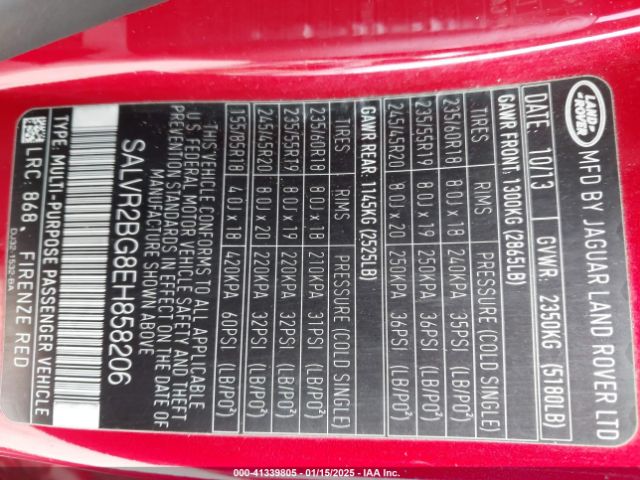 LAND
ROVER
MFD BY JAGUAR LAND ROVER LTD
DATE: 10/13 GVWR: 2350KG (5180LB)
GAWR FRONT: 1300KG (2865LB)
TIRES RIMS PRESSURE (COLD SINGLE)
235/60R18 8.0J x 18 240KPA 35PSI (LB/PO²)
235/55R19 8.0J x 19 250KPA 36PSI (LB/PO²)
245/45R20 8.0J x 20 250KPA 36PSI (LB/PO²)
GAWR REAR: 1145KG (2525LB)
TIRES RIMS PRESSURE (COLD SINGLE)
235/60R18 8.0J x 18 210KPA 31PSI (LB/PO²)
235/55R19 8.0J x 19 220KPA 32PSI (LB/PO²)
245/45R20 8.0J x 20 220KPA 32PSI (LB/PO²)
155/85R18 4.0J x 18 420KPA 60PSI (LB/PO²)
THIS VEHICLE CONFORMS TO ALL APPLICABLE
U.S FEDERAL MOTOR VEHICLE SAFETY AND THEFT
PREVENTION STANDARDS IN EFFECT ON THE DATE OF
MANUFACTURE SHOWN ABOVE
SALVR2BG8EH858206
TYPE: MULTI-PURPOSE PASSENGER VEHICLE
LRC: 868, FIRENZE RED
000-41339805 - 01/15/2025 - IAA Inc.